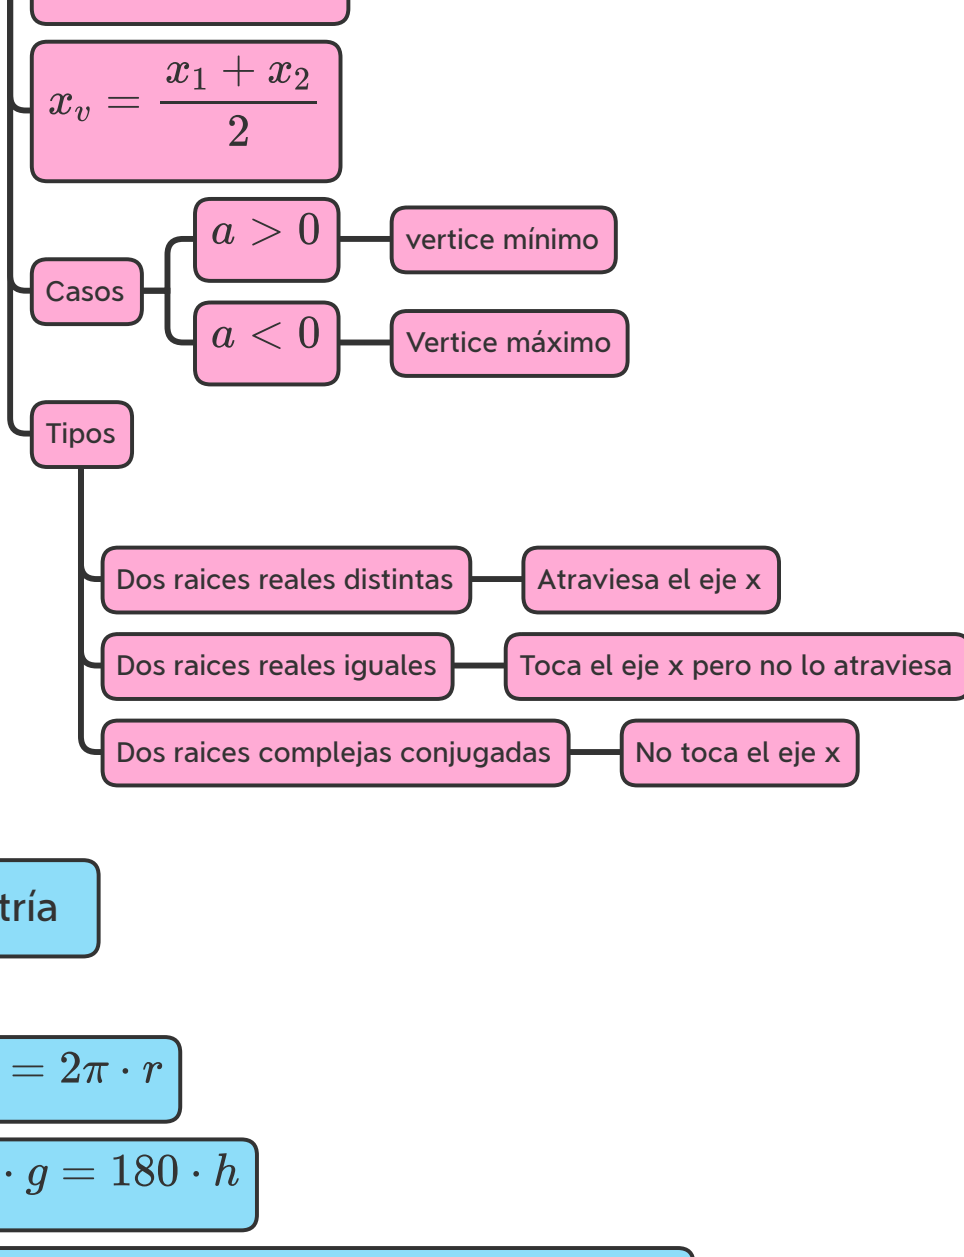 x_v = (x_1 + x_2) / 2
a > 0
vertice mínimo
Casos
a < 0
Vertice máximo
Tipos
Dos raices reales distintas
Atraviesa el eje x
Dos raices reales iguales
Toca el eje x pero no lo atraviesa
Dos raices complejas conjugadas
No toca el eje x
tría
= 2π · r
· g = 180 · h